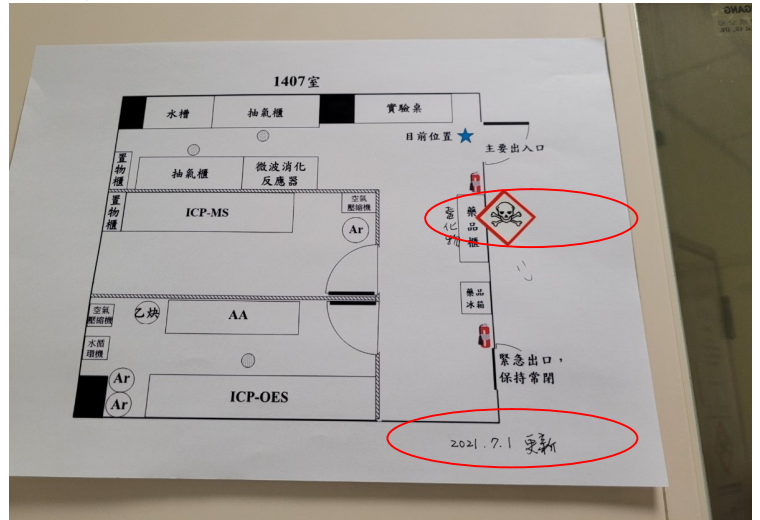 1407室
水槽
抽氣櫃
實驗桌
目前位置
主要出入口
置物櫃
抽氣櫃
微波消化
反應器
置物櫃
ICP-MS
空氣
壓縮機
Ar
氰化物
藥品櫃
藥品
冰箱
空氣
壓縮機
乙炔
AA
水循
環機
緊急出口，
保持常閉
Ar
Ar
ICP-OES
2021.7.1 更新